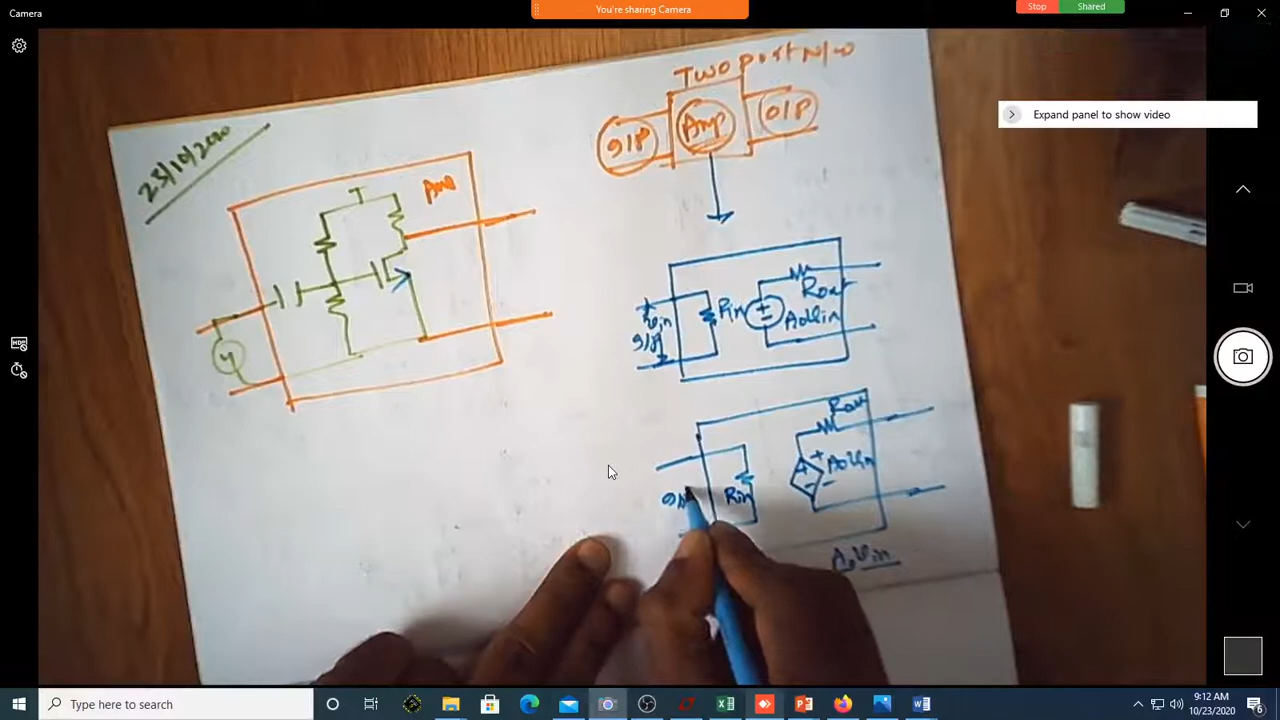 Camera
You're sharing Camera
Stop
Shared
Expand panel to show video
Two port N/W
I/P
Amp
O/P
23/10/2020
Amp
Vin
I/P
Rin
AoVin
Rout
Rout
AoVin
I/P
Rin
AoVin
Type here to search
9:12 AM
10/23/2020